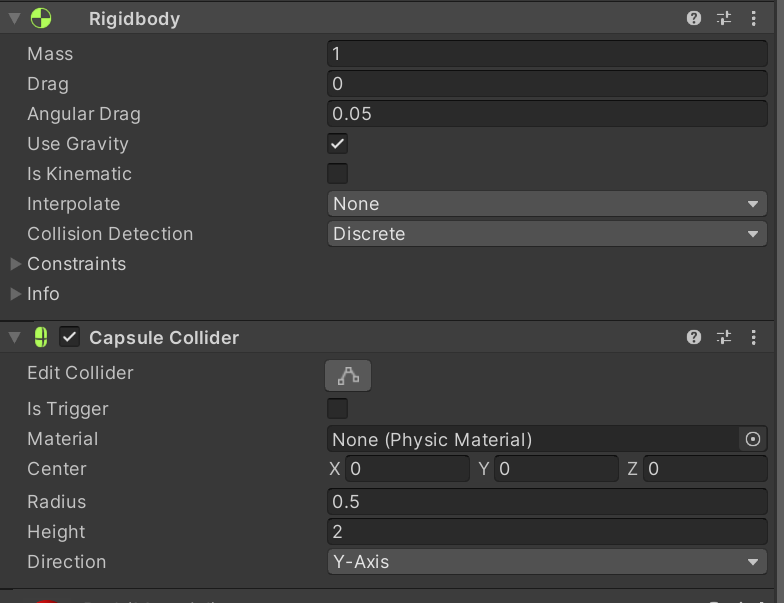 Rigidbody
Mass 1
Drag 0
Angular Drag 0.05
Use Gravity
Is Kinematic
Interpolate None
Collision Detection Discrete
Constraints
Info
Capsule Collider
Edit Collider
Is Trigger
Material None (Physic Material)
Center X 0 Y 0 Z 0
Radius 0.5
Height 2
Direction Y-Axis